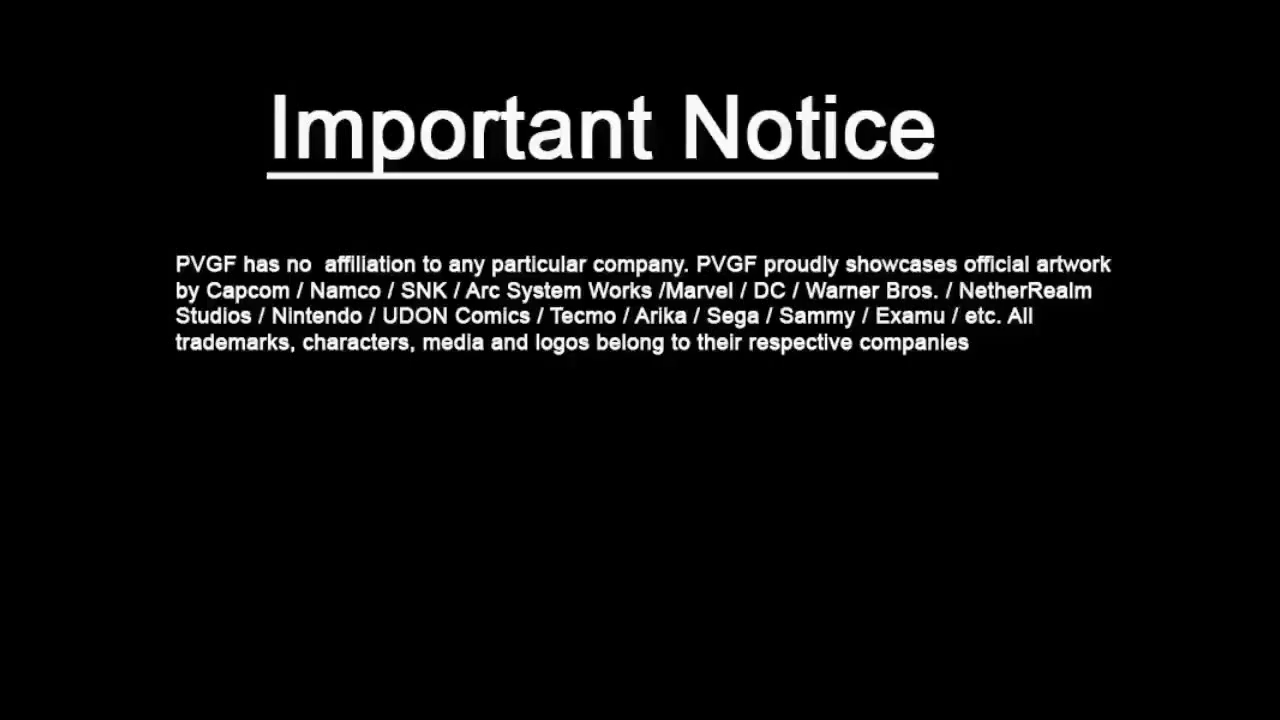 Important Notice
PVGF has no  affiliation to any particular company. PVGF proudly showcases official artwork
by Capcom / Namco / SNK / Arc System Works /Marvel / DC / Warner Bros. / NetherRealm
Studios / Nintendo / UDON Comics / Tecmo / Arika / Sega / Sammy / Examu / etc. All
trademarks, characters, media and logos belong to their respective companies